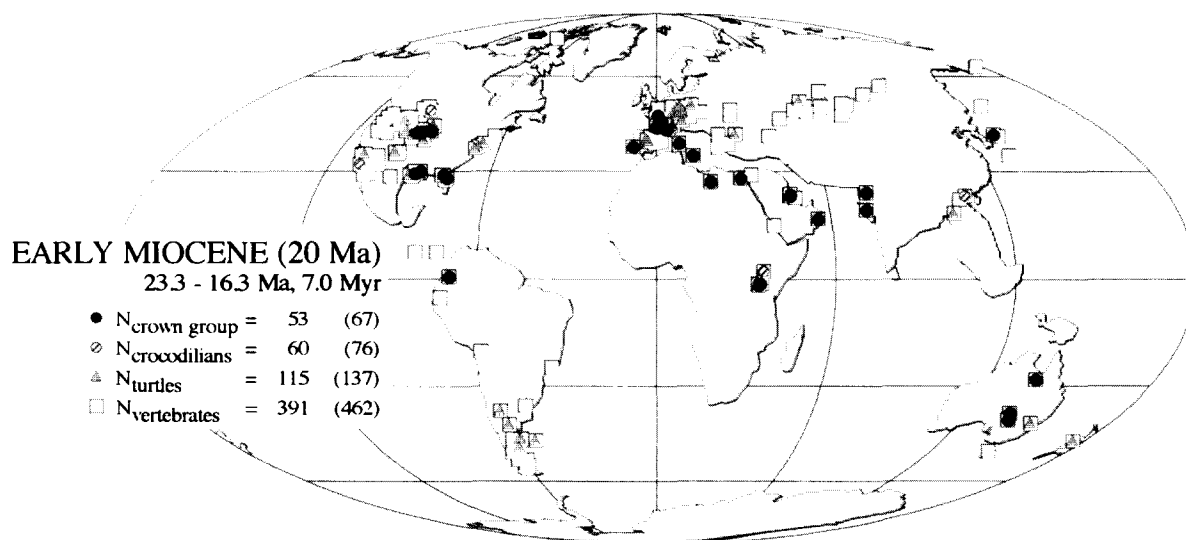 EARLY MIOCENE (20 Ma)
23.3 - 16.3 Ma, 7.0 Myr
N crown group = 53 (67)
N crocodilians = 60 (76)
N turtles = 115 (137)
N vertebrates = 391 (462)